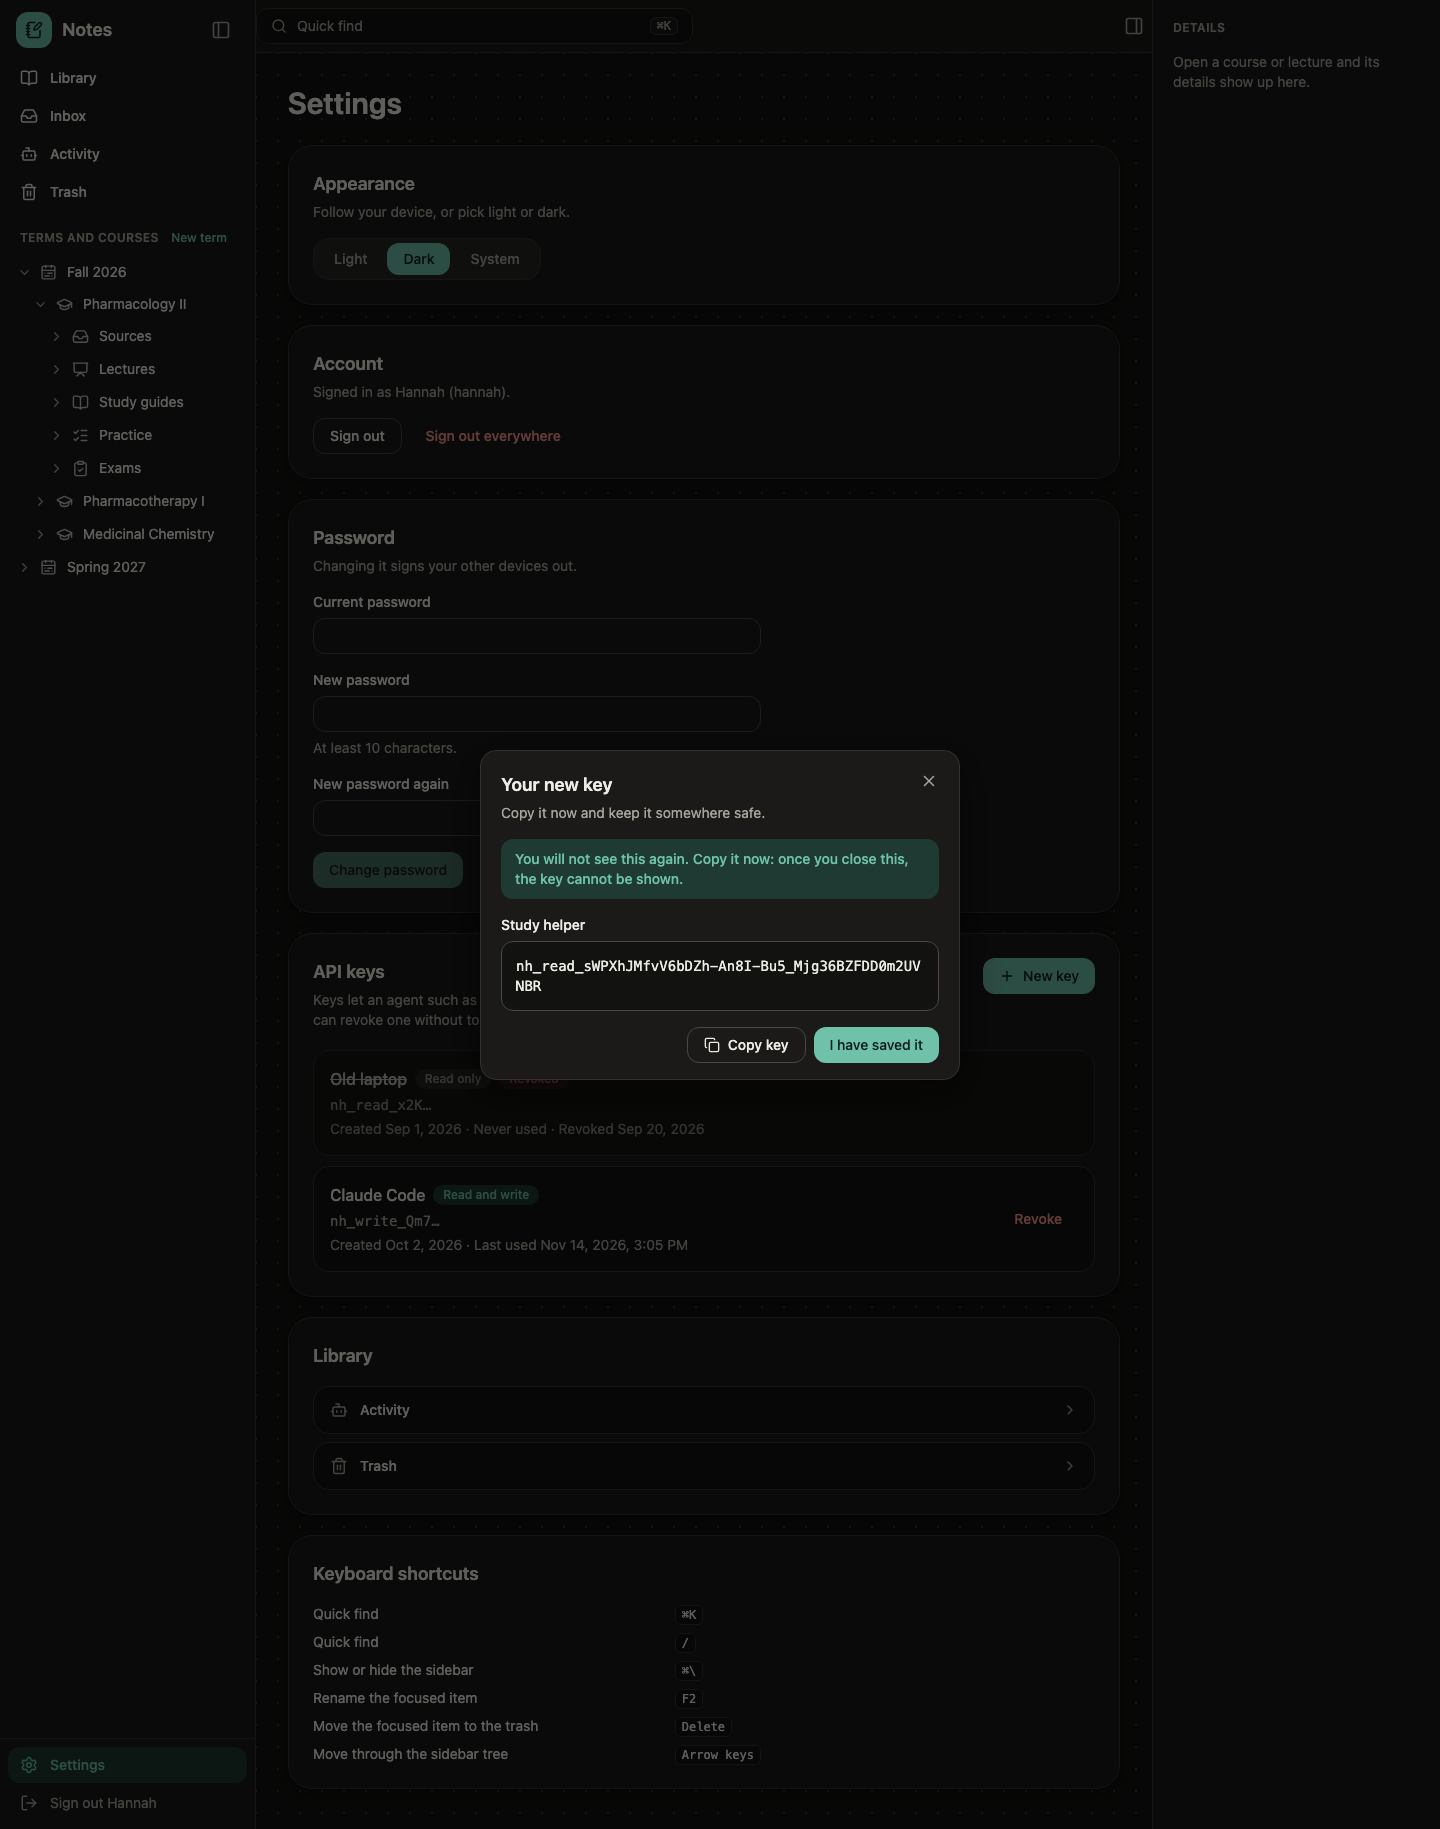 Notes
Library
Inbox
Activity
Trash
TERMS AND COURSES New term
Fall 2026
Pharmacology II
Sources
Lectures
Study guides
Practice
Exams
Pharmacotherapy I
Medicinal Chemistry
Spring 2027
Settings
Sign out Hannah
Quick find ⌘K
Settings
Appearance
Follow your device, or pick light or dark.
Light Dark System
Account
Signed in as Hannah (hannah).
Sign out Sign out everywhere
Password
Changing it signs your other devices out.
Current password
New password
At least 10 characters.
New password again
Change password
Your new key
Copy it now and keep it somewhere safe.
You will not see this again. Copy it now: once you close this,
the key cannot be shown.
Study helper
nh_read_sWPXhJMfvV6bDZh-An8I-Bu5_Mjg36BZFDD0m2UV
NBR
Copy key I have saved it
API keys
Keys let an agent such as
can revoke one without to
New key
Old laptop Read only Revoked
nh_read_x2K…
Created Sep 1, 2026 · Never used · Revoked Sep 20, 2026
Claude Code Read and write
nh_write_Qm7…
Created Oct 2, 2026 · Last used Nov 14, 2026, 3:05 PM
Revoke
Library
Activity
Trash
Keyboard shortcuts
Quick find ⌘K
Quick find /
Show or hide the sidebar ⌘\
Rename the focused item F2
Move the focused item to the trash Delete
Move through the sidebar tree Arrow keys
DETAILS
Open a course or lecture and its
details show up here.